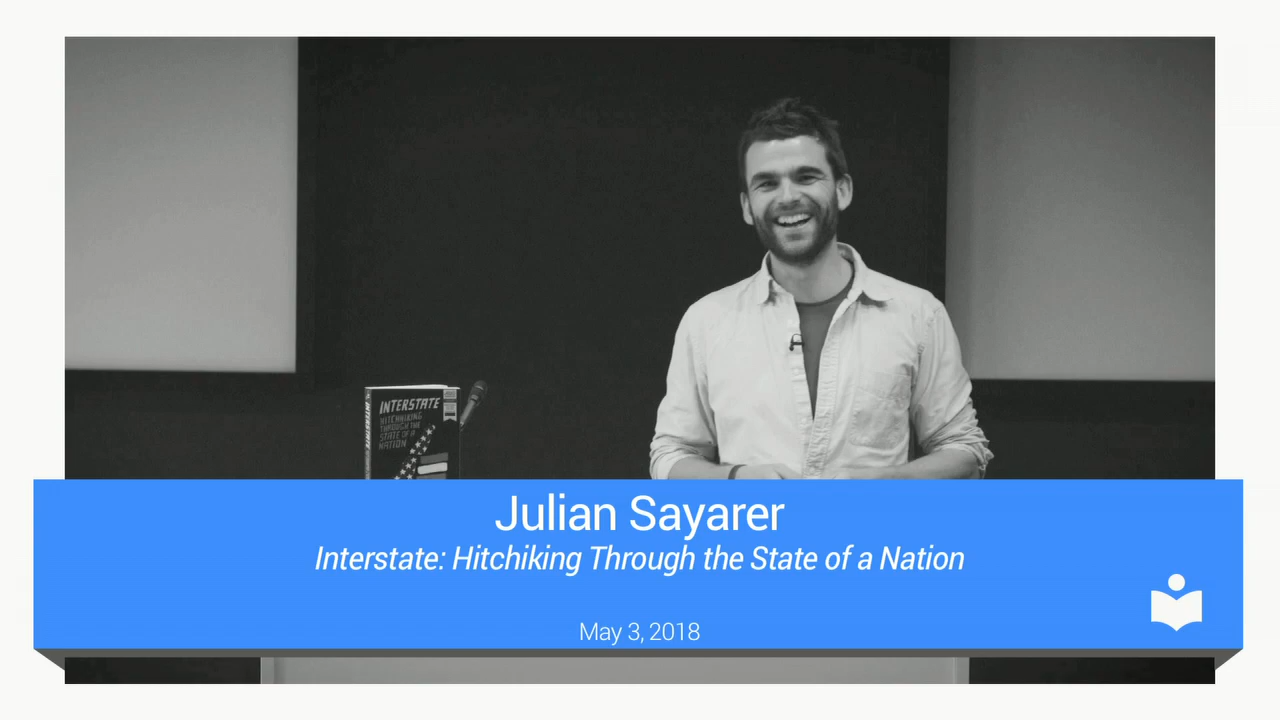 INTERSTATE
HITCHHIKING
THROUGH THE
STATE OF A
NATION
INTERSTATE
Julian Sayarer
Interstate: Hitchiking Through the State of a Nation
May 3, 2018